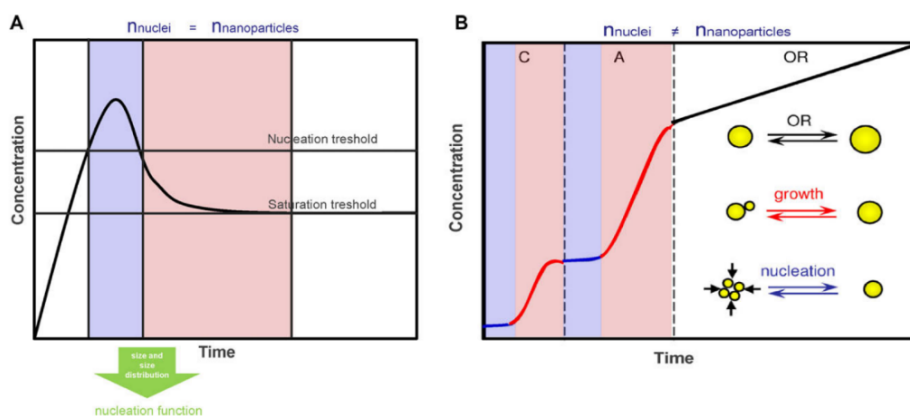 A
nnuclei = nnanoparticles
Concentration
Nucleation treshold
Saturation treshold
Time
size and
size
distribution
nucleation function
B
nnuclei ≠ nnanoparticles
C
A
OR
Concentration
OR
growth
nucleation
Time